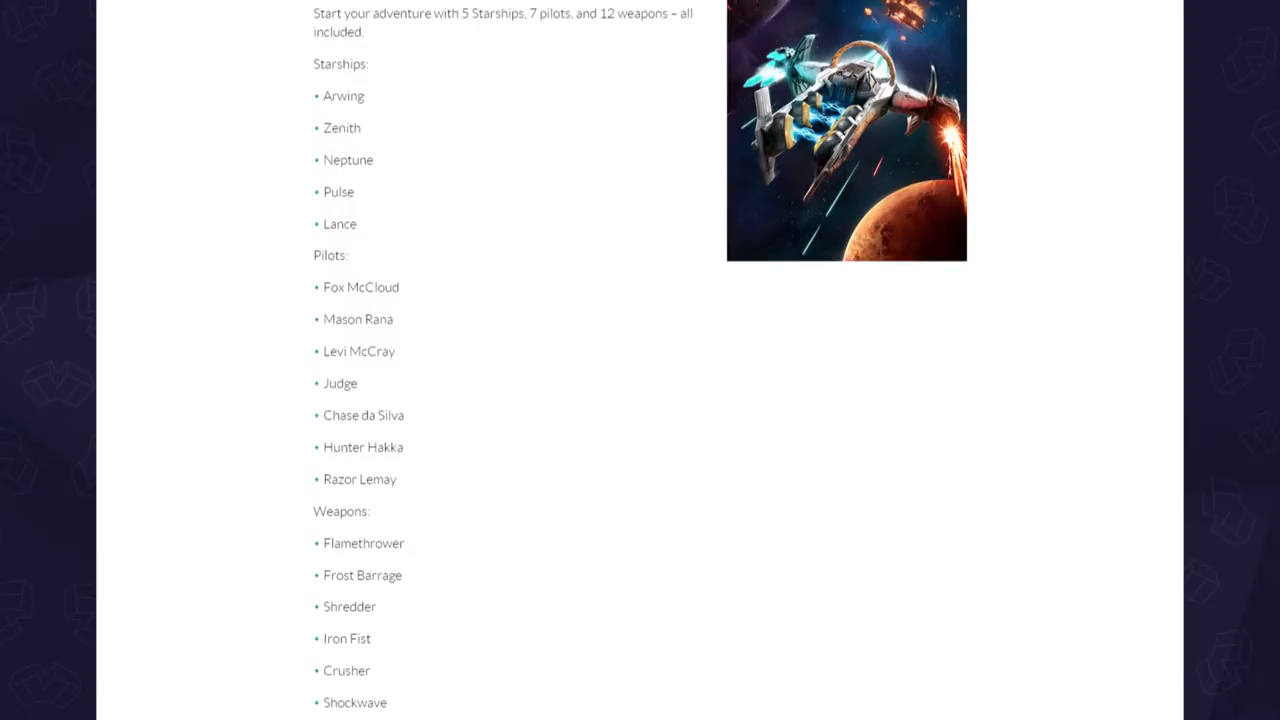 Start your adventure with 5 Starships, 7 pilots, and 12 weapons – all
included.
Starships:
• Arwing
• Zenith
• Neptune
• Pulse
• Lance
Pilots:
• Fox McCloud
• Mason Rana
• Levi McCray
• Judge
• Chase da Silva
• Hunter Hakka
• Razor Lemay
Weapons:
• Flamethrower
• Frost Barrage
• Shredder
• Iron Fist
• Crusher
• Shockwave